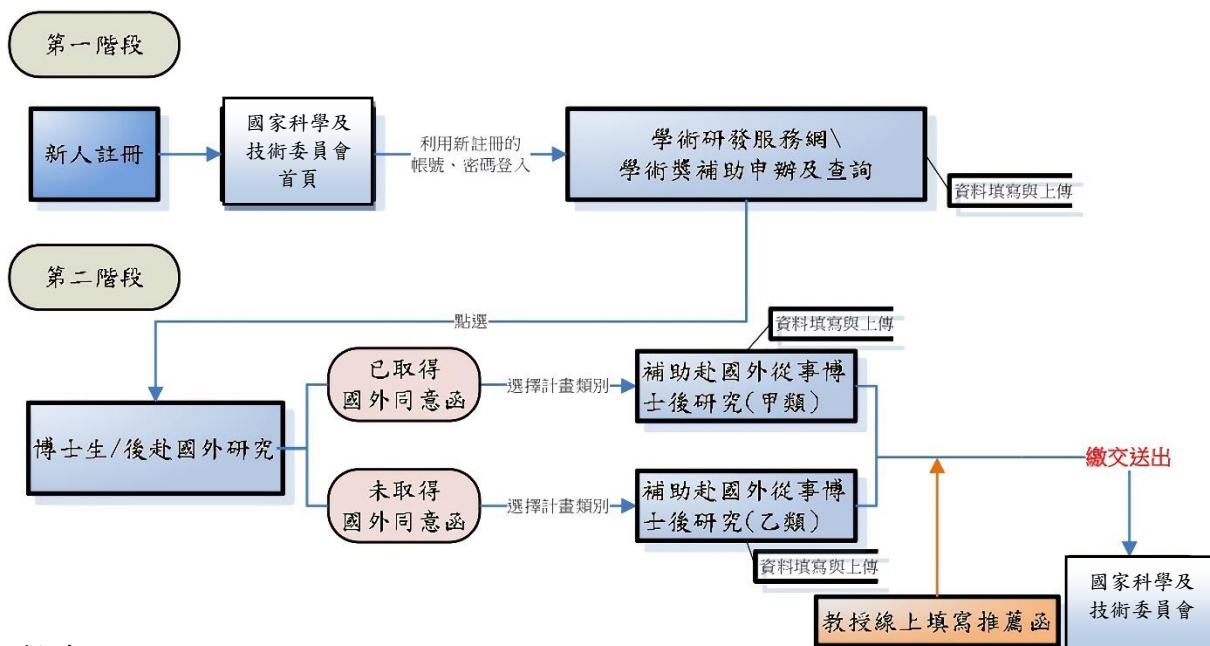 第一階段
新人註冊
國家科學及
技術委員會
首頁
利用新註冊的
帳號、密碼登入
學術研發服務網\
學術獎補助申辦及查詢
資料填寫與上傳
第二階段
點選
博士生/後赴國外研究
已取得
國外同意函
選擇計畫類別
資料填寫與上傳
補助赴國外從事博
士後研究(甲類)
未取得
國外同意函
選擇計畫類別
補助赴國外從事博
士後研究(乙類)
資料填寫與上傳
繳交送出
教授線上填寫推薦函
國家科學及
技術委員會